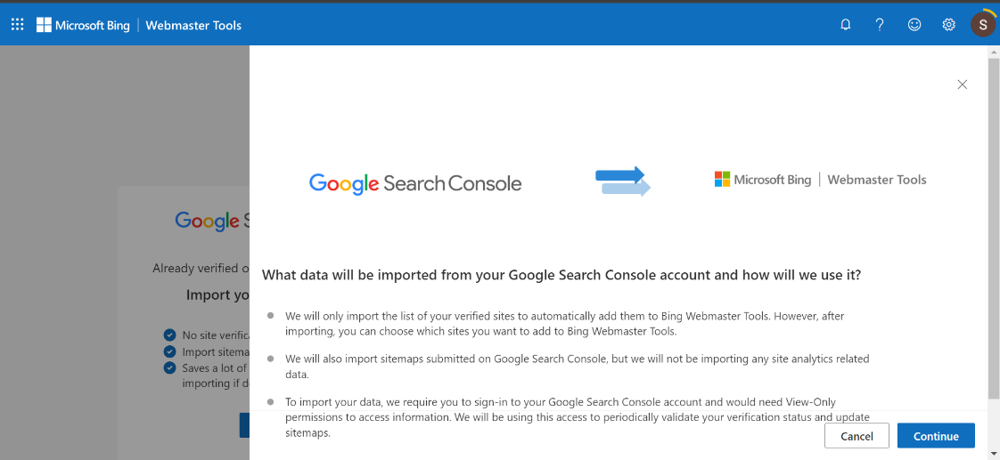 Microsoft Bing | Webmaster Tools
S
Google Search Console
Microsoft Bing | Webmaster Tools
Google
Already verified
Import
No site
Import
Saves a lot of
importing if
What data will be imported from your Google Search Console account and how will we use it?
We will only import the list of your verified sites to automatically add them to Bing Webmaster Tools. However, after
importing, you can choose which sites you want to add to Bing Webmaster Tools.
We will also import sitemaps submitted on Google Search Console, but we will not be importing any site analytics related
data.
To import your data, we require you to sign-in to your Google Search Console account and would need View-Only
permissions to access information. We will be using this access to periodically validate your verification status and update
sitemaps.
Cancel
Continue